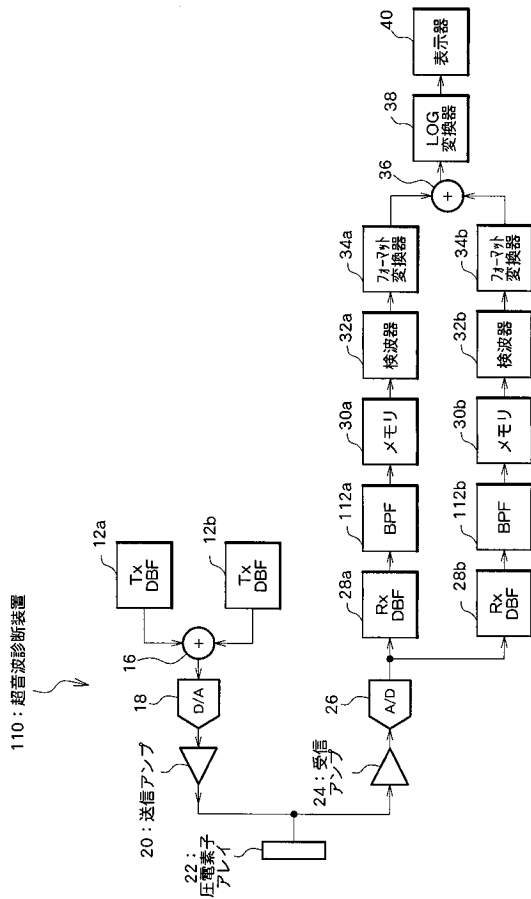 110：超音波診断装置
12a
Tx
DBF
12b
Tx
DBF
16
+
18
D/A
20：送信アンプ
22：
圧電素子
アレイ
24：受信
アンプ
26
A/D
28a
Rx
DBF
112a
BPF
30a
メモリ
32a
検波器
34a
フォーマット
変換器
28b
Rx
DBF
112b
BPF
30b
メモリ
32b
検波器
34b
フォーマット
変換器
36
+
38
LOG
変換器
40
表示器